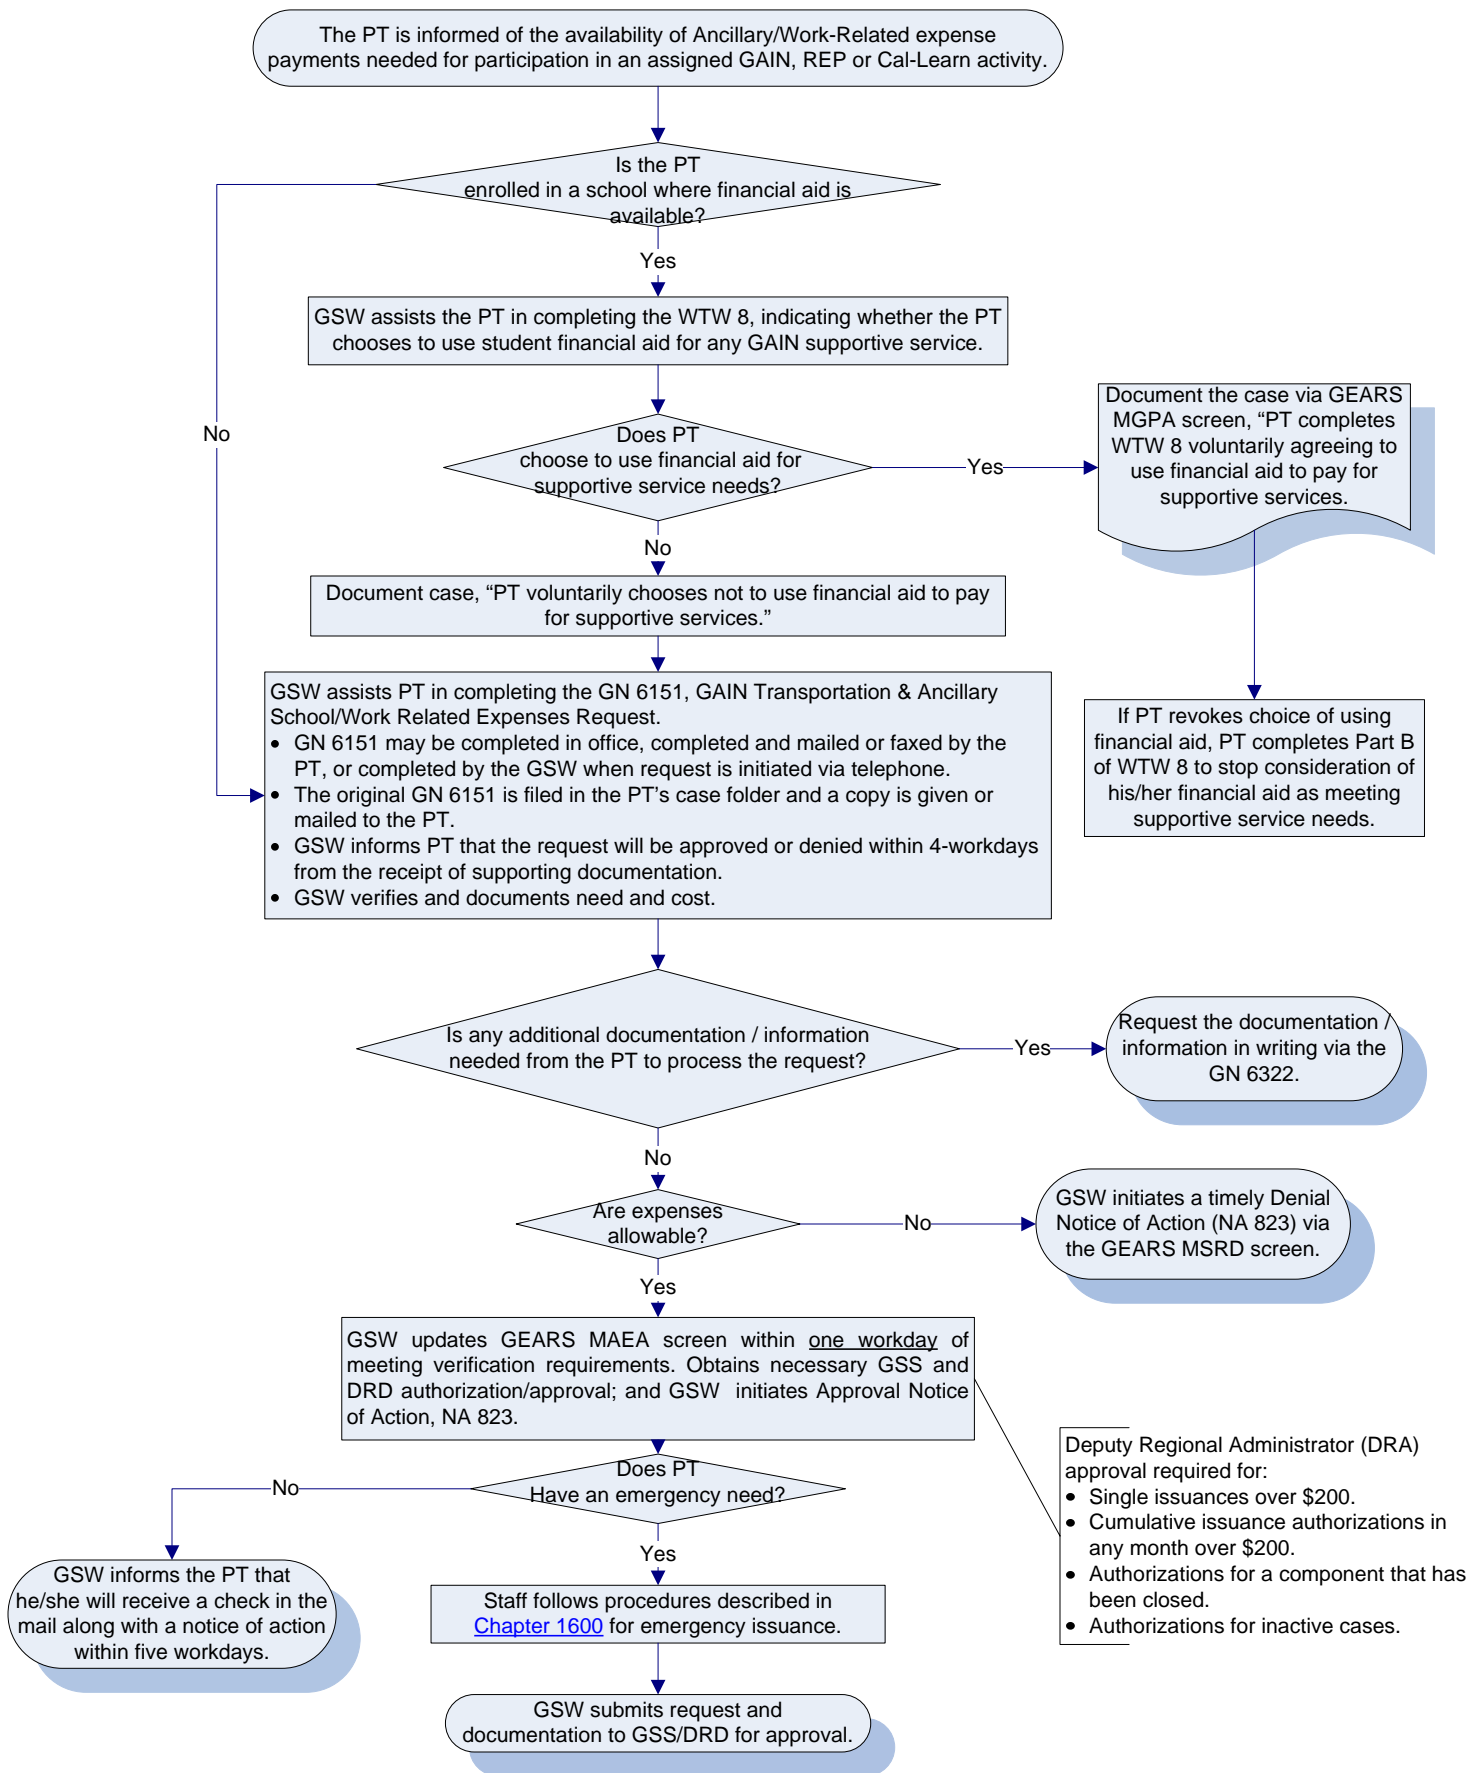 The PT is informed of the availability of Ancillary/Work-Related expense
payments needed for participation in an assigned GAIN, REP or Cal-Learn activity.
Is the PT
enrolled in a school where financial aid is
available?
Yes
GSW assists the PT in completing the WTW 8, indicating whether the PT
chooses to use student financial aid for any GAIN supportive service.
No
Does PT
choose to use financial aid for
supportive service needs?
Yes
Document the case via GEARS
MGPA screen, “PT completes
WTW 8 voluntarily agreeing to
use financial aid to pay for
supportive services.
No
Document case, “PT voluntarily chooses not to use financial aid to pay
for supportive services.”
If PT revokes choice of using
financial aid, PT completes Part B
of WTW 8 to stop consideration of
his/her financial aid as meeting
supportive service needs.
GSW assists PT in completing the GN 6151, GAIN Transportation & Ancillary
School/Work Related Expenses Request.
• GN 6151 may be completed in office, completed and mailed or faxed by the
PT, or completed by the GSW when request is initiated via telephone.
• The original GN 6151 is filed in the PT’s case folder and a copy is given or
mailed to the PT.
• GSW informs PT that the request will be approved or denied within 4-workdays
from the receipt of supporting documentation.
• GSW verifies and documents need and cost.
Is any additional documentation / information
needed from the PT to process the request?
Yes
Request the documentation /
information in writing via the
GN 6322.
No
Are expenses
allowable?
No
GSW initiates a timely Denial
Notice of Action (NA 823) via
the GEARS MSRD screen.
Yes
GSW updates GEARS MAEA screen within one workday of
meeting verification requirements. Obtains necessary GSS and
DRD authorization/approval; and GSW initiates Approval Notice
of Action, NA 823.
Deputy Regional Administrator (DRA)
approval required for:
• Single issuances over $200.
• Cumulative issuance authorizations in
any month over $200.
• Authorizations for a component that has
been closed.
• Authorizations for inactive cases.
Does PT
Have an emergency need?
No
GSW informs the PT that
he/she will receive a check in the
mail along with a notice of action
within five workdays.
Yes
Staff follows procedures described in
Chapter 1600 for emergency issuance.
GSW submits request and
documentation to GSS/DRD for approval.